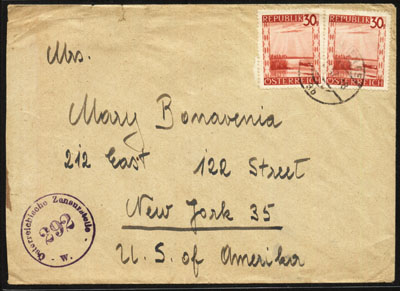 REPUBLIK 30
ÖSTERREICH
REPUBLIK 30
ÖSTERREICH
Mrs.
Mary Bonavenia
212 East 122 Street
New York 35
U. S. of Amerika
Österreichische Zensurstelle
292
- W. -